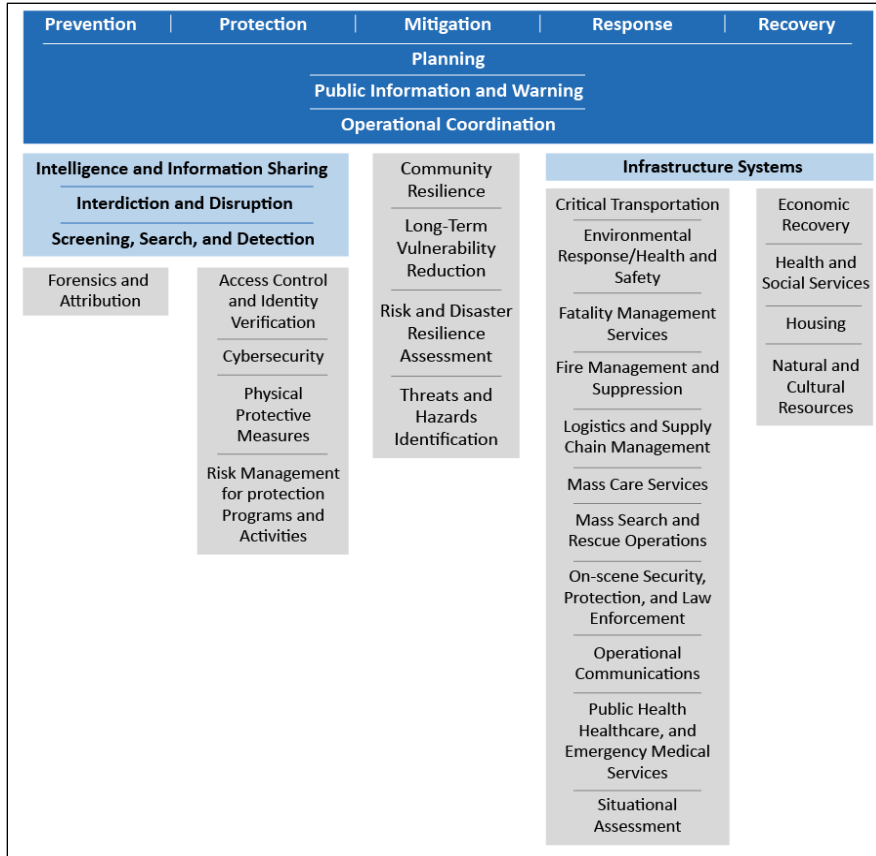 Prevention | Protection | Mitigation | Response | Recovery
Planning
Public Information and Warning
Operational Coordination
Intelligence and Information Sharing
Interdiction and Disruption
Screening, Search, and Detection
Forensics and
Attribution
Access Control
and Identity
Verification
Cybersecurity
Physical
Protective
Measures
Risk Management
for protection
Programs and
Activities
Community
Resilience
Long-Term
Vulnerability
Reduction
Risk and Disaster
Resilience
Assessment
Threats and
Hazards
Identification
Infrastructure Systems
Critical Transportation
Environmental
Response/Health and
Safety
Fatality Management
Services
Fire Management and
Suppression
Logistics and Supply
Chain Management
Mass Care Services
Mass Search and
Rescue Operations
On-scene Security,
Protection, and Law
Enforcement
Operational
Communications
Public Health
Healthcare, and
Emergency Medical
Services
Situational
Assessment
Economic
Recovery
Health and
Social Services
Housing
Natural and
Cultural
Resources